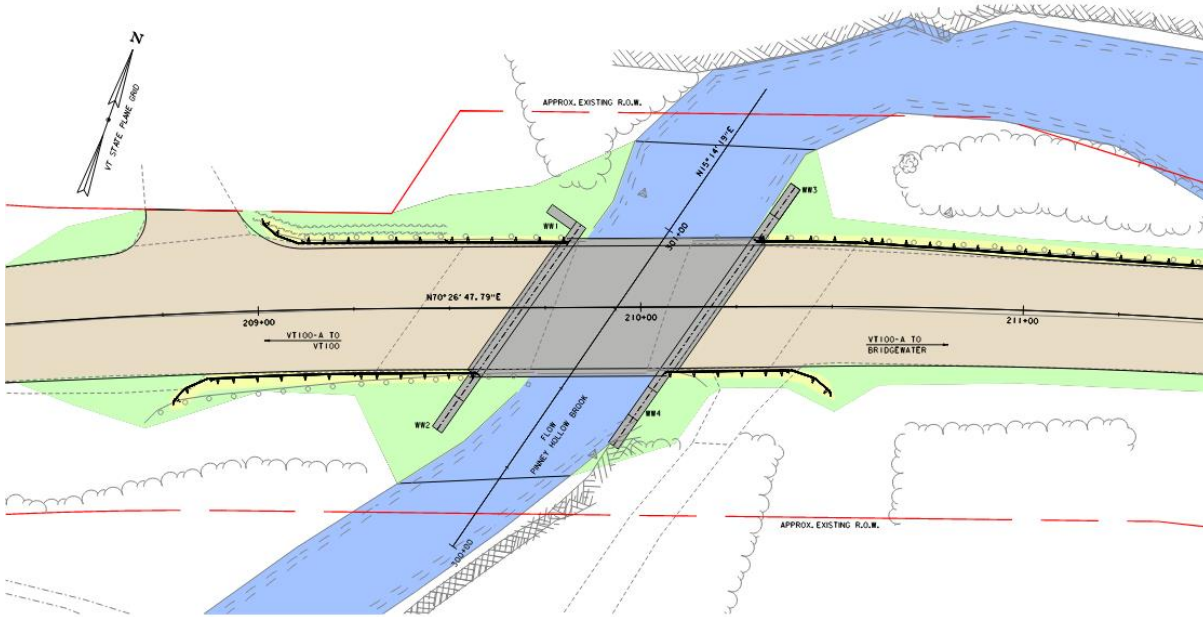 N
VT STATE PLANE GRID
APPROX. EXISTING R.O.W.
N15° 14' 19"E
WW3
WW1
301+00
N70° 26' 47.79"E
209+00
210+00
211+00
VT100-A TO
VT100
VT100-A TO
BRIDGEWATER
WW2
WW4
FLOW
PINNEY HOLLOW BROOK
APPROX. EXISTING R.O.W.
300+00